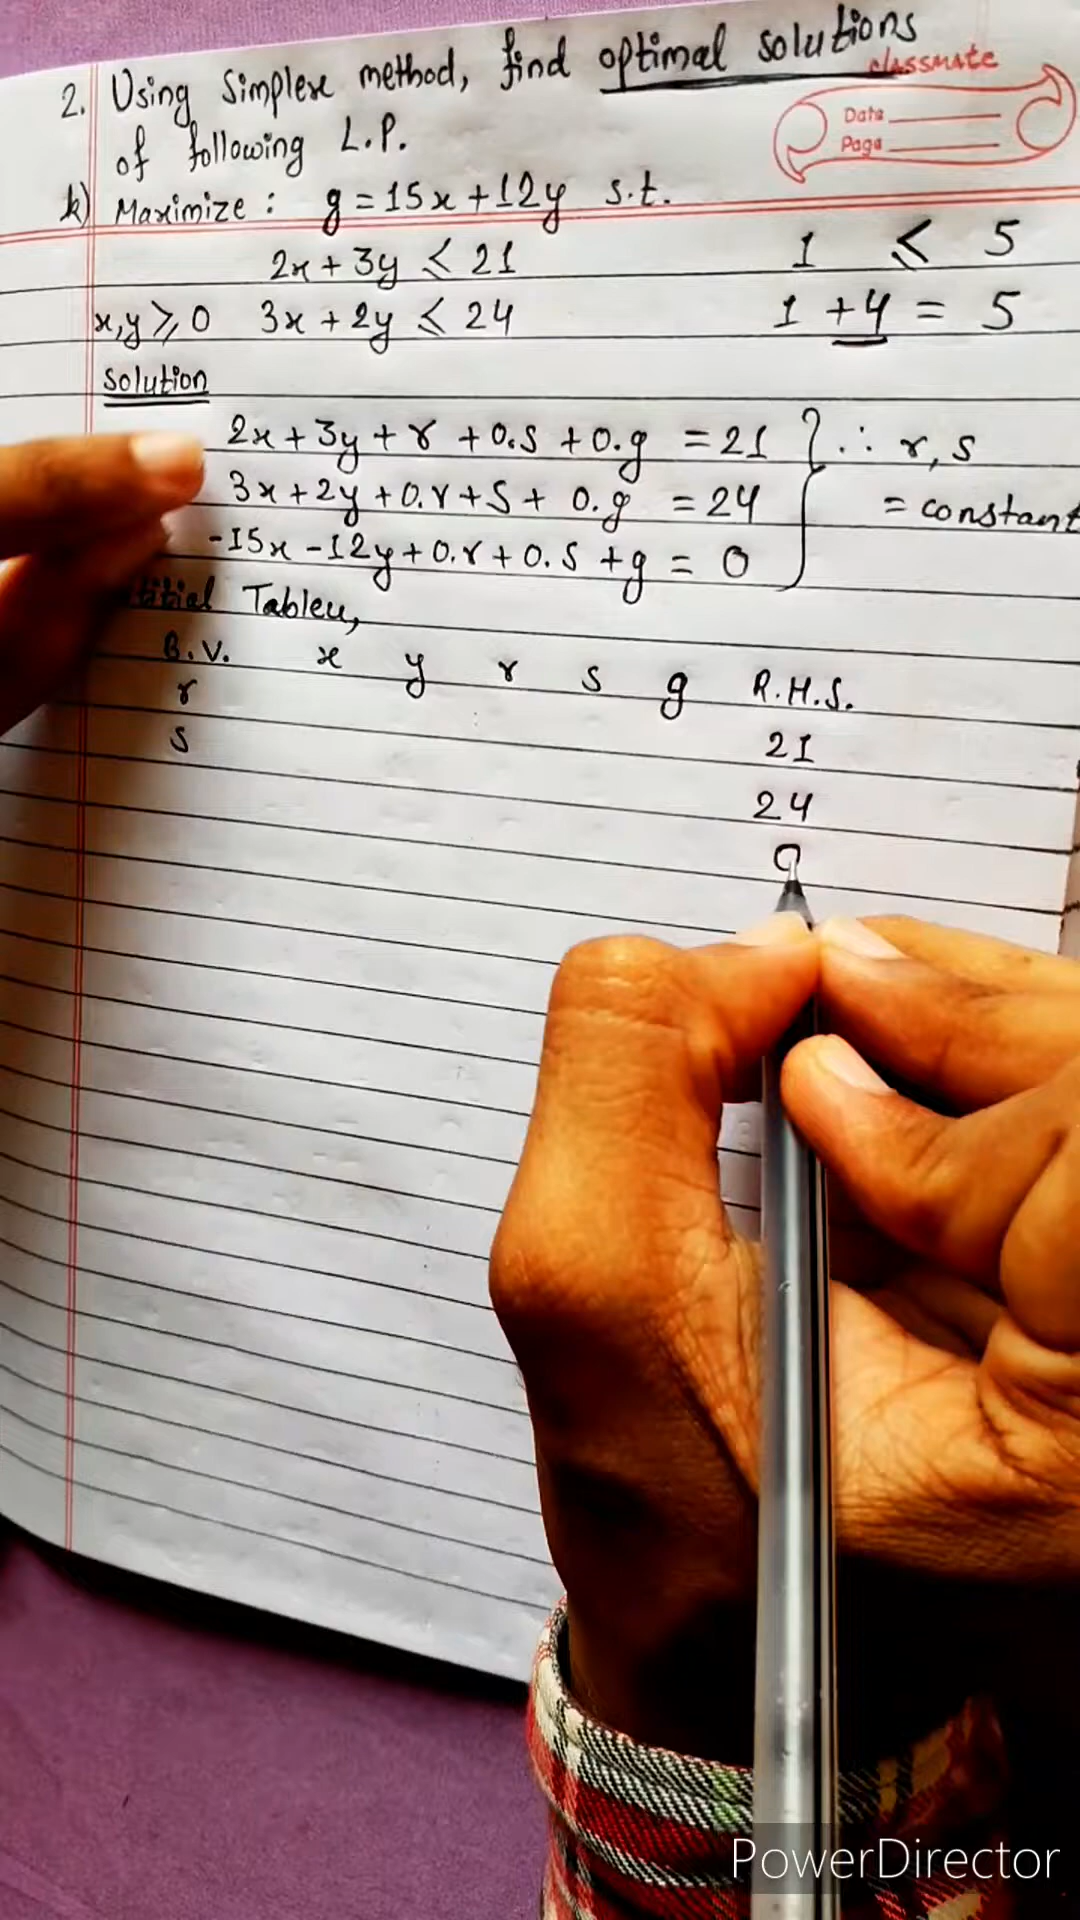 2. Using Simplex method, find optimal solutions
classmate
of following L.P.
Date
Page
k) Maximize : g = 15x + 12y s.t.
2x + 3y ≤ 21 1 ≤ 5
x, y ≥ 0 3x + 2y ≤ 24 1 + 4 = 5
Solution
2x + 3y + r + 0.s + 0.g = 21 } ∴ r, s
3x + 2y + 0.r + s + 0.g = 24 = constant
-15x - 12y + 0.r + 0.s + g = 0
Tableu,
B.V. x y r s g R.H.S.
r 21
s 24
0
PowerDirector